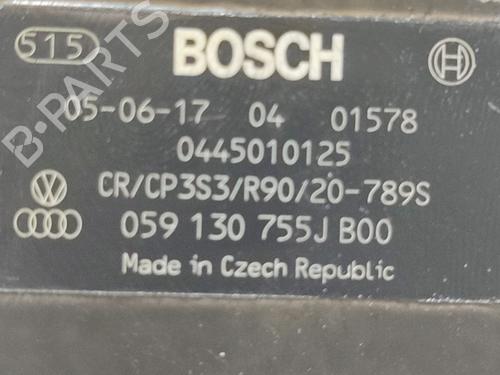 515 BOSCH
05-06-17 04 01578
0445010125
CR/CP3S3/R90/20-789S
059 130 755J B00
Made in Czech Republic
B-PARTS